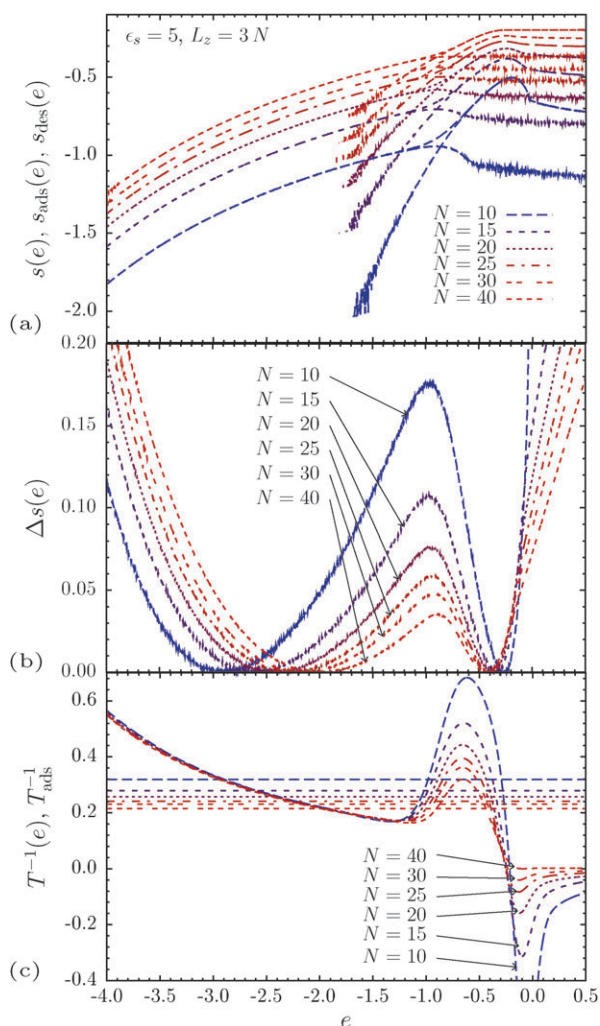 ϵ_s = 5, L_z = 3 N
s(e), s_ads(e), s_des(e)
-0.5
-1.0
-1.5
-2.0
N = 10
N = 15
N = 20
N = 25
N = 30
N = 40
(a)
Δs(e)
0.20
0.15
0.10
0.05
0.00
N = 10
N = 15
N = 20
N = 25
N = 30
N = 40
(b)
T⁻¹(e), T⁻¹_ads
0.6
0.4
0.2
0.0
-0.2
-0.4
N = 40
N = 30
N = 25
N = 20
N = 15
N = 10
(c)
-4.0 -3.5 -3.0 -2.5 -2.0 -1.5 -1.0 -0.5 0.0 0.5
e